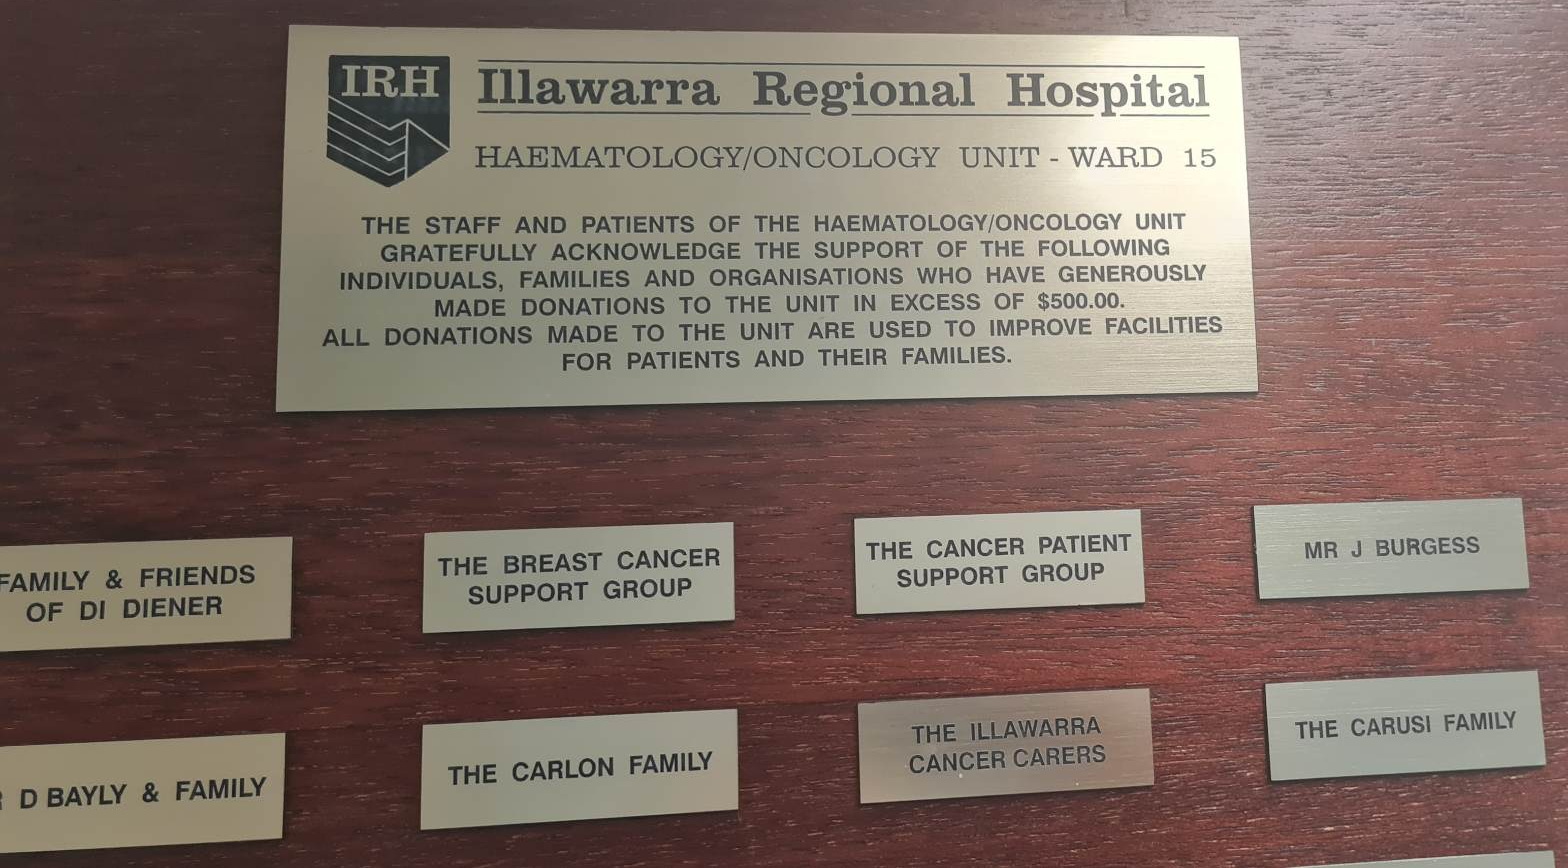 IRH
Illawarra Regional Hospital
HAEMATOLOGY/ONCOLOGY UNIT - WARD 15
THE STAFF AND PATIENTS OF THE HAEMATOLOGY/ONCOLOGY UNIT
GRATEFULLY ACKNOWLEDGE THE SUPPORT OF THE FOLLOWING
INDIVIDUALS, FAMILIES AND ORGANISATIONS WHO HAVE GENEROUSLY
MADE DONATIONS TO THE UNIT IN EXCESS OF $500.00.
ALL DONATIONS MADE TO THE UNIT ARE USED TO IMPROVE FACILITIES
FOR PATIENTS AND THEIR FAMILIES.
FAMILY & FRIENDS
OF DI DIENER
THE BREAST CANCER
SUPPORT GROUP
THE CANCER PATIENT
SUPPORT GROUP
MR J BURGESS
D BAYLY & FAMILY
THE CARLON FAMILY
THE ILLAWARRA
CANCER CARERS
THE CARUSI FAMILY